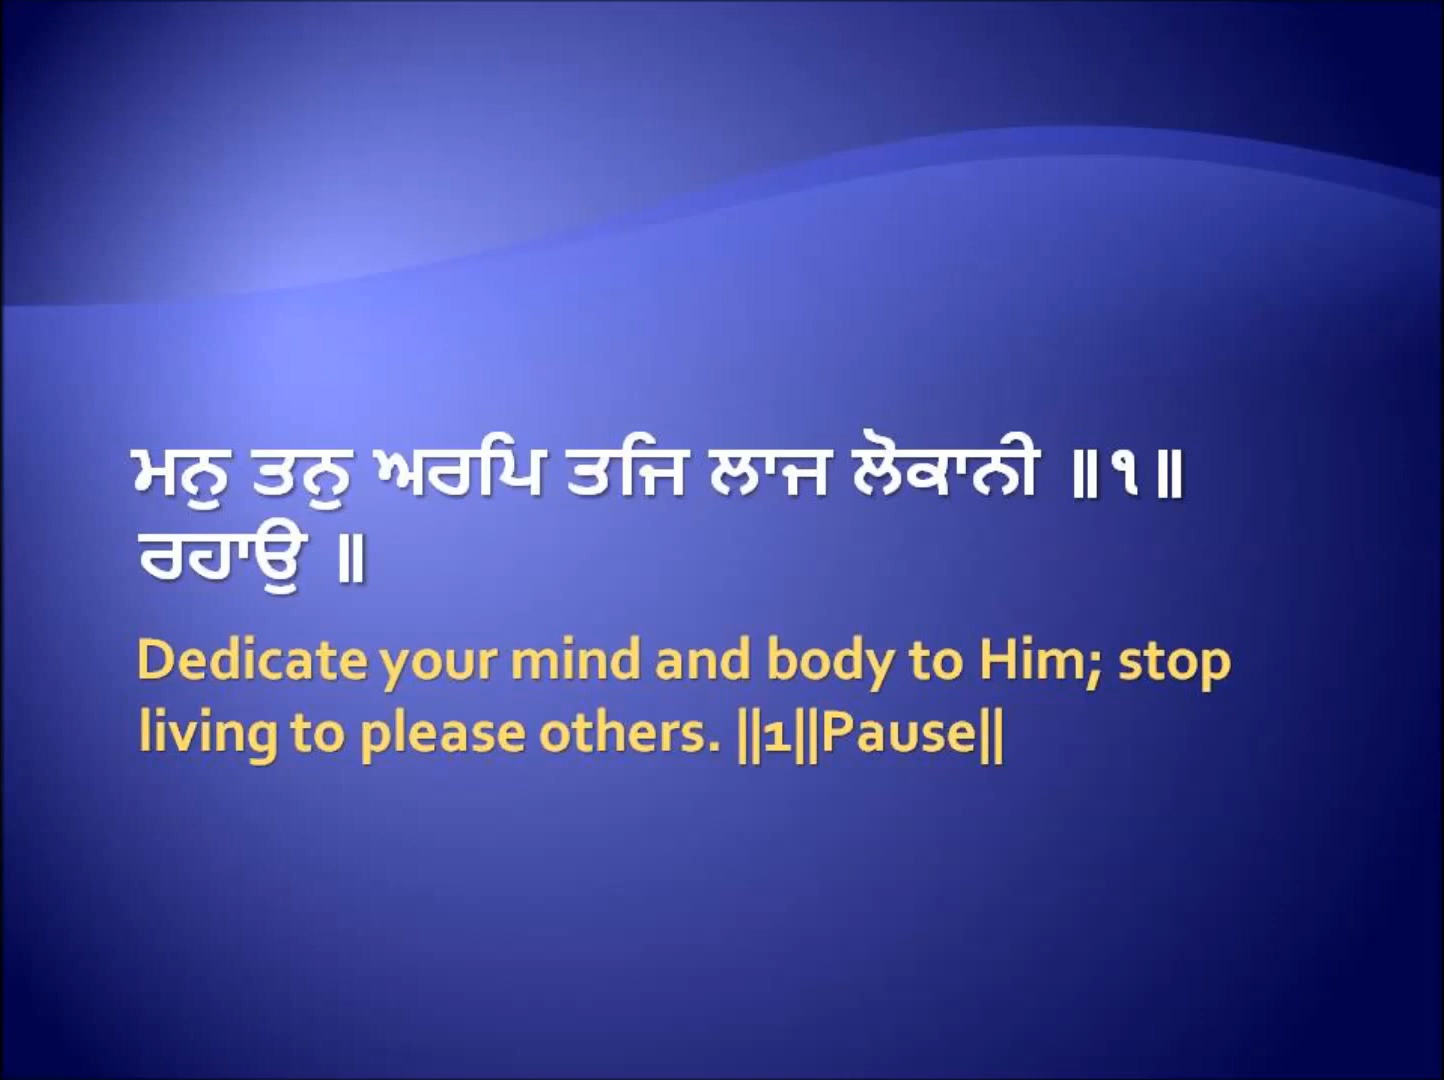 ਮਨੁ ਤਨੁ ਅਰਪਿ ਤਜਿ ਲਾਜ ਲੋਕਾਨੀ ॥੧॥
ਰਹਾਉ ॥
Dedicate your mind and body to Him; stop
living to please others. ||1||Pause||